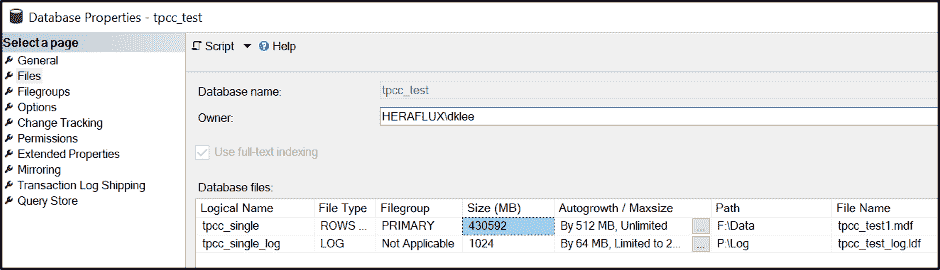 Database Properties - tpcc_test
Select a page
General
Files
Filegroups
Options
Change Tracking
Permissions
Extended Properties
Mirroring
Transaction Log Shipping
Query Store
Script Help
Database name: tpcc_test
Owner: HERAFLUX\dklee
Use full-text indexing
Database files:
Logical Name File Type Filegroup Size (MB) Autogrowth / Maxsize Path File Name
tpcc_single ROWS ... PRIMARY 430592 By 512 MB, Unlimited ... F:\Data tpcc_test1.mdf
tpcc_single_log LOG Not Applicable 1024 By 64 MB, Limited to 2... ... P:\Log tpcc_test_log.ldf